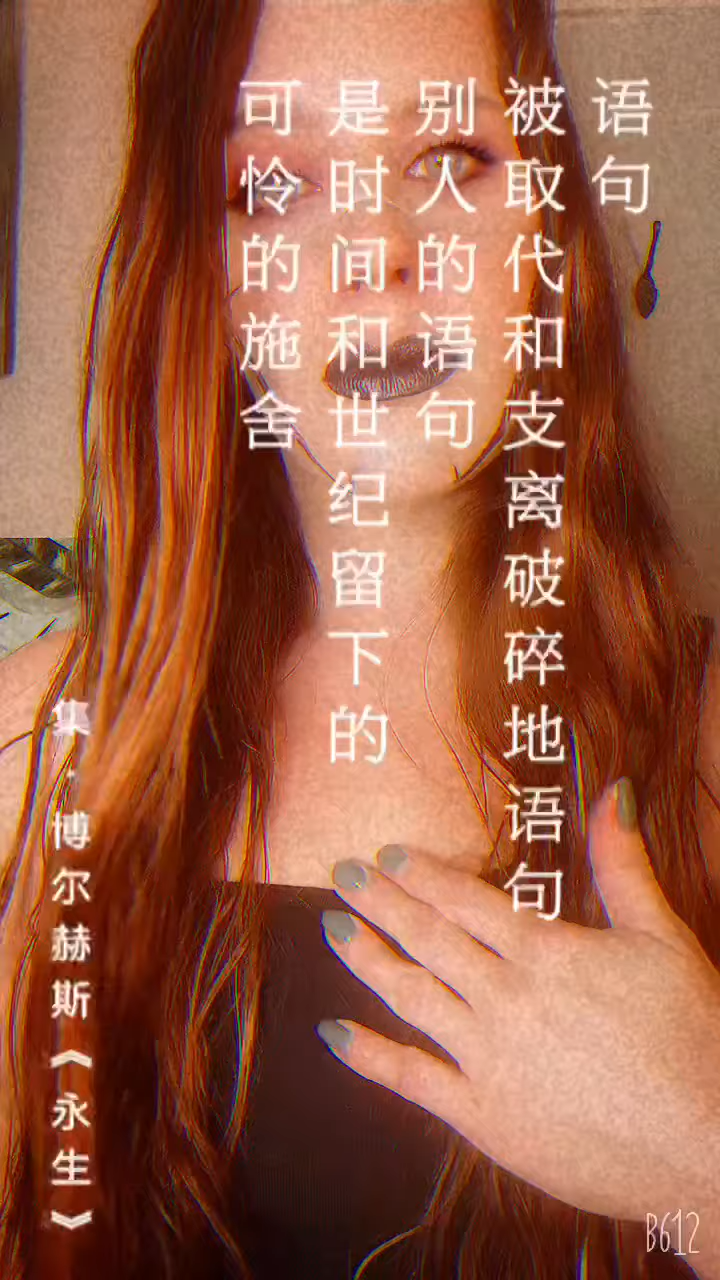 语句
被取代和支离破碎地语句
别人的语句
是时间和世纪留下的
可怜的施舍
集·博尔赫斯《永生》
B612